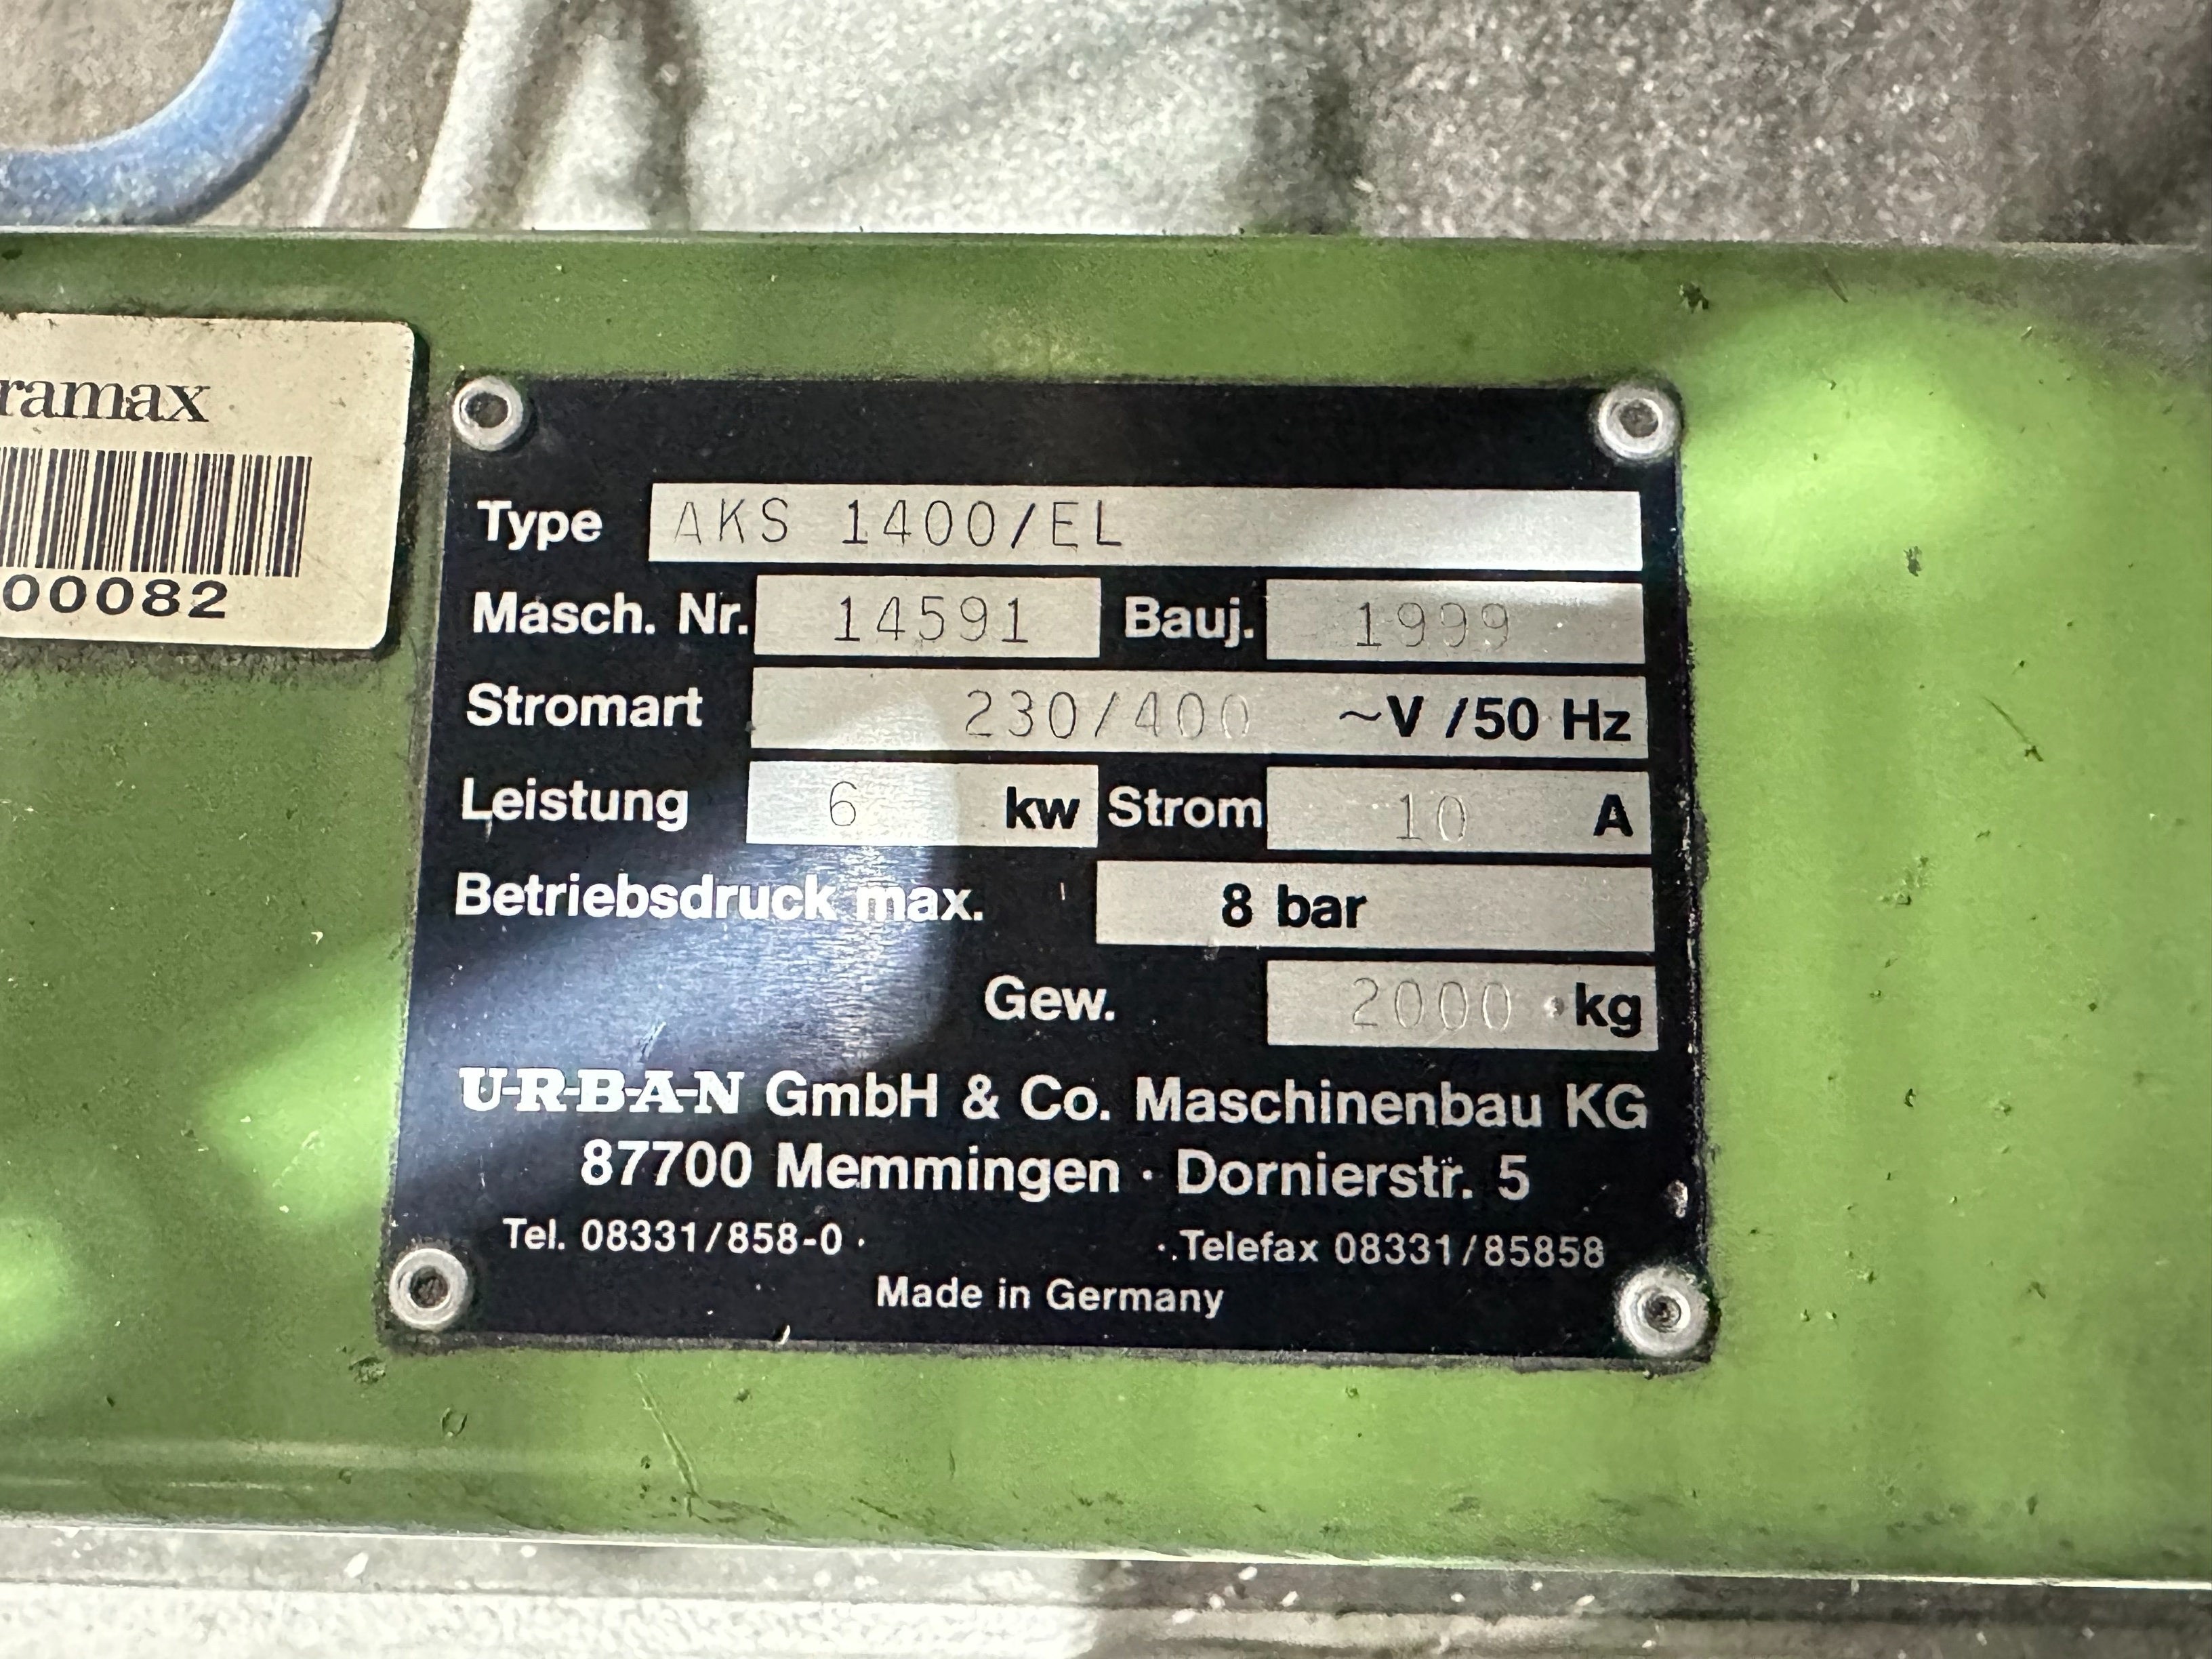 ramax
00082
Type AKS 1400/EL
Masch. Nr. 14591 Bauj. 1999
Stromart 230/400 ~V /50 Hz
Leistung 6 kw Strom 10 A
Betriebsdruck max. 8 bar
Gew. 2000 kg
U-R-B-A-N GmbH & Co. Maschinenbau KG
87700 Memmingen · Dornierstr. 5
Tel. 08331/858-0 · · Telefax 08331/85858
Made in Germany